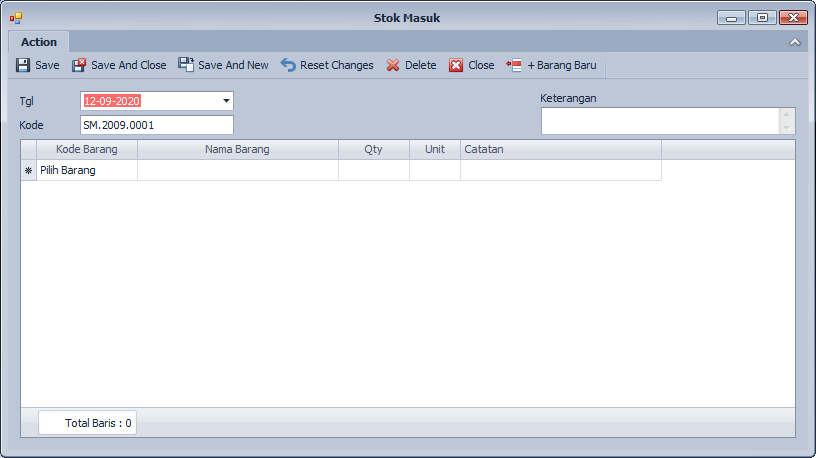 Stok Masuk
Action
Save Save And Close Save And New Reset Changes Delete Close + Barang Baru
Tgl 12-09-2020 Keterangan
Kode SM.2009.0001
Kode Barang Nama Barang Qty Unit Catatan
Pilih Barang
Total Baris : 0